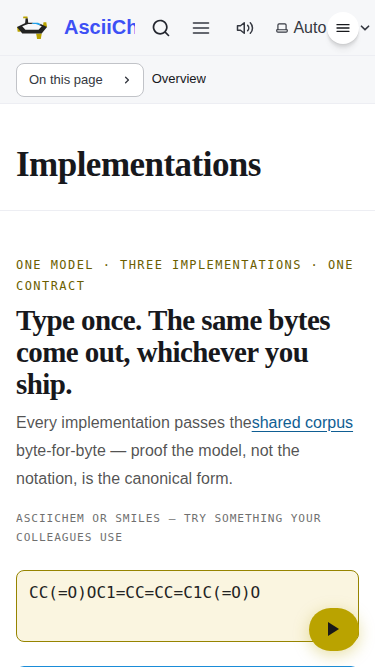 AsciiCh
Auto
On this page
Overview
Implementations
ONE MODEL · THREE IMPLEMENTATIONS · ONE
CONTRACT
Type once. The same bytes
come out, whichever you
ship.
Every implementation passes theshared corpus
byte-for-byte — proof the model, not the
notation, is the canonical form.
ASCIICHEM OR SMILES — TRY SOMETHING YOUR
COLLEAGUES USE
CC(=O)OC1=CC=CC=C1C(=O)O